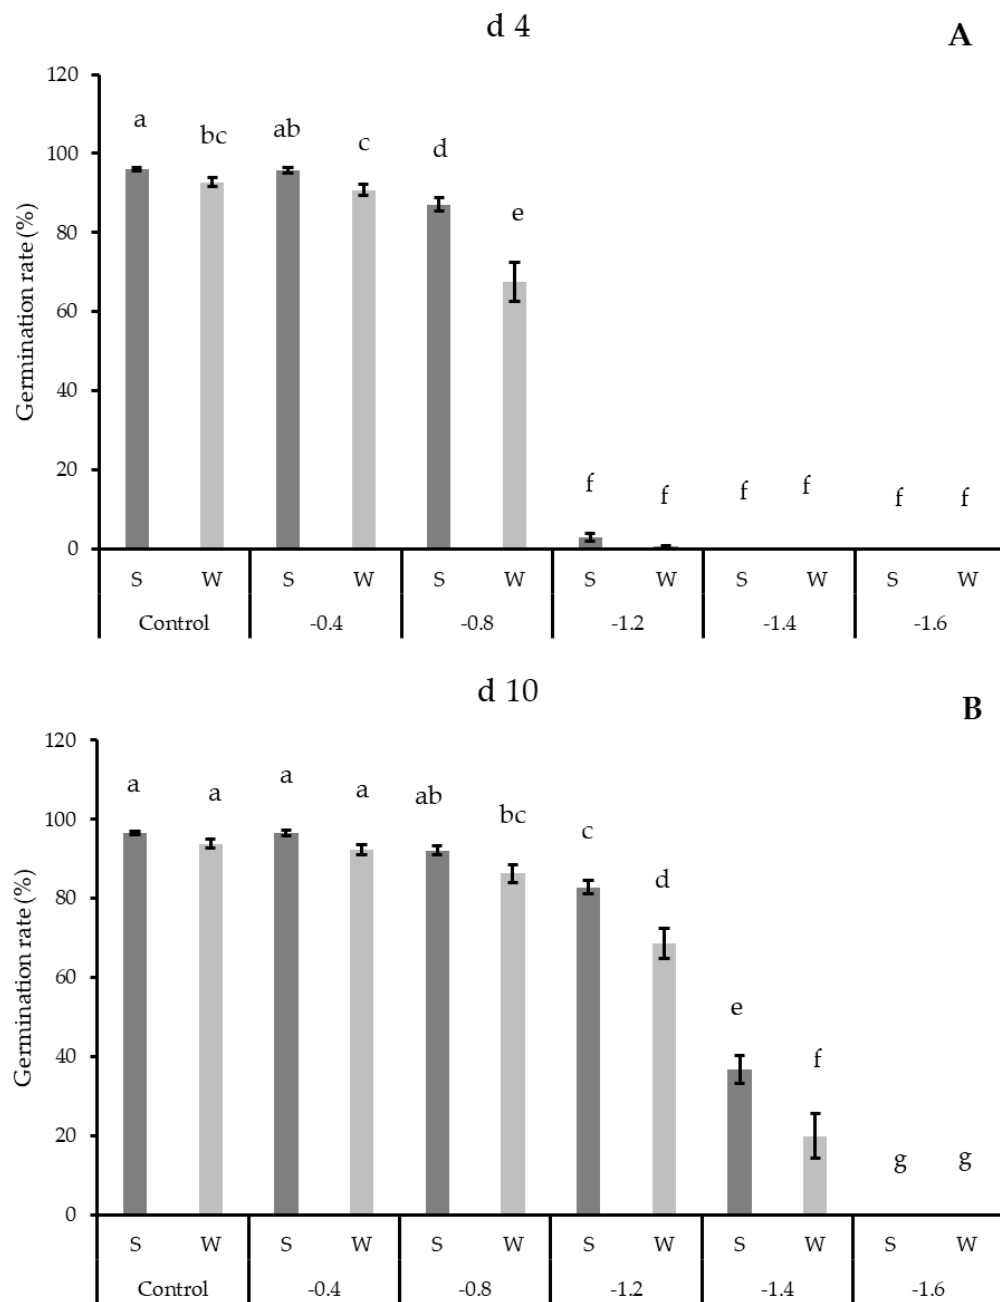 d 4
A
120
a
bc
ab
c
d
e
100
80
60
40
20
0
Germination rate (%)
f
f
f
f
f
f
S W S W S W S W S W S W
Control -0.4 -0.8 -1.2 -1.4 -1.6
d 10
B
120
a
a
a
a
ab
bc
c
d
e
f
g
g
100
80
60
40
20
0
Germination rate (%)
S W S W S W S W S W S W
Control -0.4 -0.8 -1.2 -1.4 -1.6